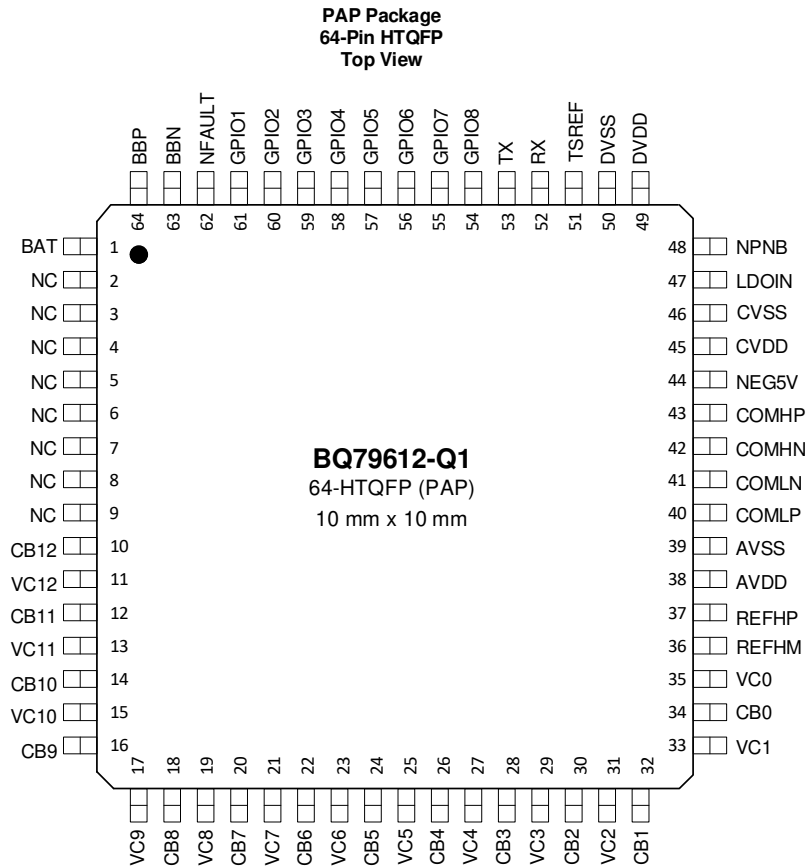 PAP Package
64-Pin HTQFP
Top View
BBP
BBN
NFAULT
GPIO1
GPIO2
GPIO3
GPIO4
GPIO5
GPIO6
GPIO7
GPIO8
TX
RX
TSREF
DVSS
DVDD
64
63
62
61
60
59
58
57
56
55
54
53
52
51
50
49
BAT 1
NC 2
NC 3
NC 4
NC 5
NC 6
NC 7
NC 8
NC 9
CB12 10
VC12 11
CB11 12
VC11 13
CB10 14
VC10 15
CB9 16
BQ79612-Q1
64-HTQFP (PAP)
10 mm x 10 mm
48 NPNB
47 LDOIN
46 CVSS
45 CVDD
44 NEG5V
43 COMHP
42 COMHN
41 COMLN
40 COMLP
39 AVSS
38 AVDD
37 REFHP
36 REFHM
35 VC0
34 CB0
33 VC1
17
18
19
20
21
22
23
24
25
26
27
28
29
30
31
32
VC9
CB8
VC8
CB7
VC7
CB6
VC6
CB5
VC5
CB4
VC4
CB3
VC3
CB2
VC2
CB1